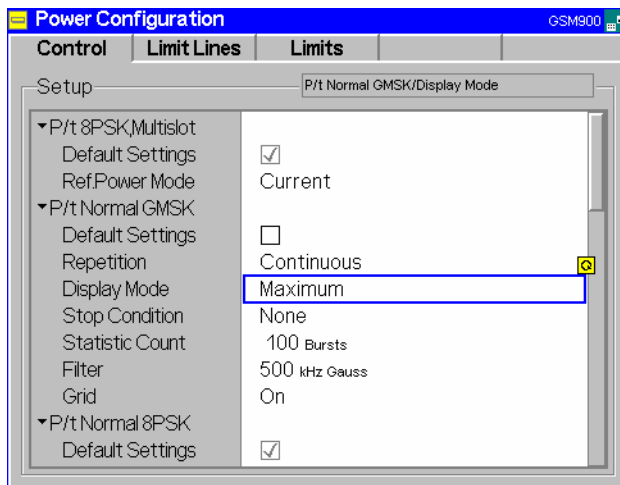 Power Configuration GSM900
Control Limit Lines Limits
Setup P/t Normal GMSK/Display Mode
P/t 8PSK,Multislot
Default Settings
Ref.Power Mode Current
P/t Normal GMSK
Default Settings
Repetition Continuous
Display Mode Maximum
Stop Condition None
Statistic Count 100 Bursts
Filter 500 kHz Gauss
Grid On
P/t Normal 8PSK
Default Settings